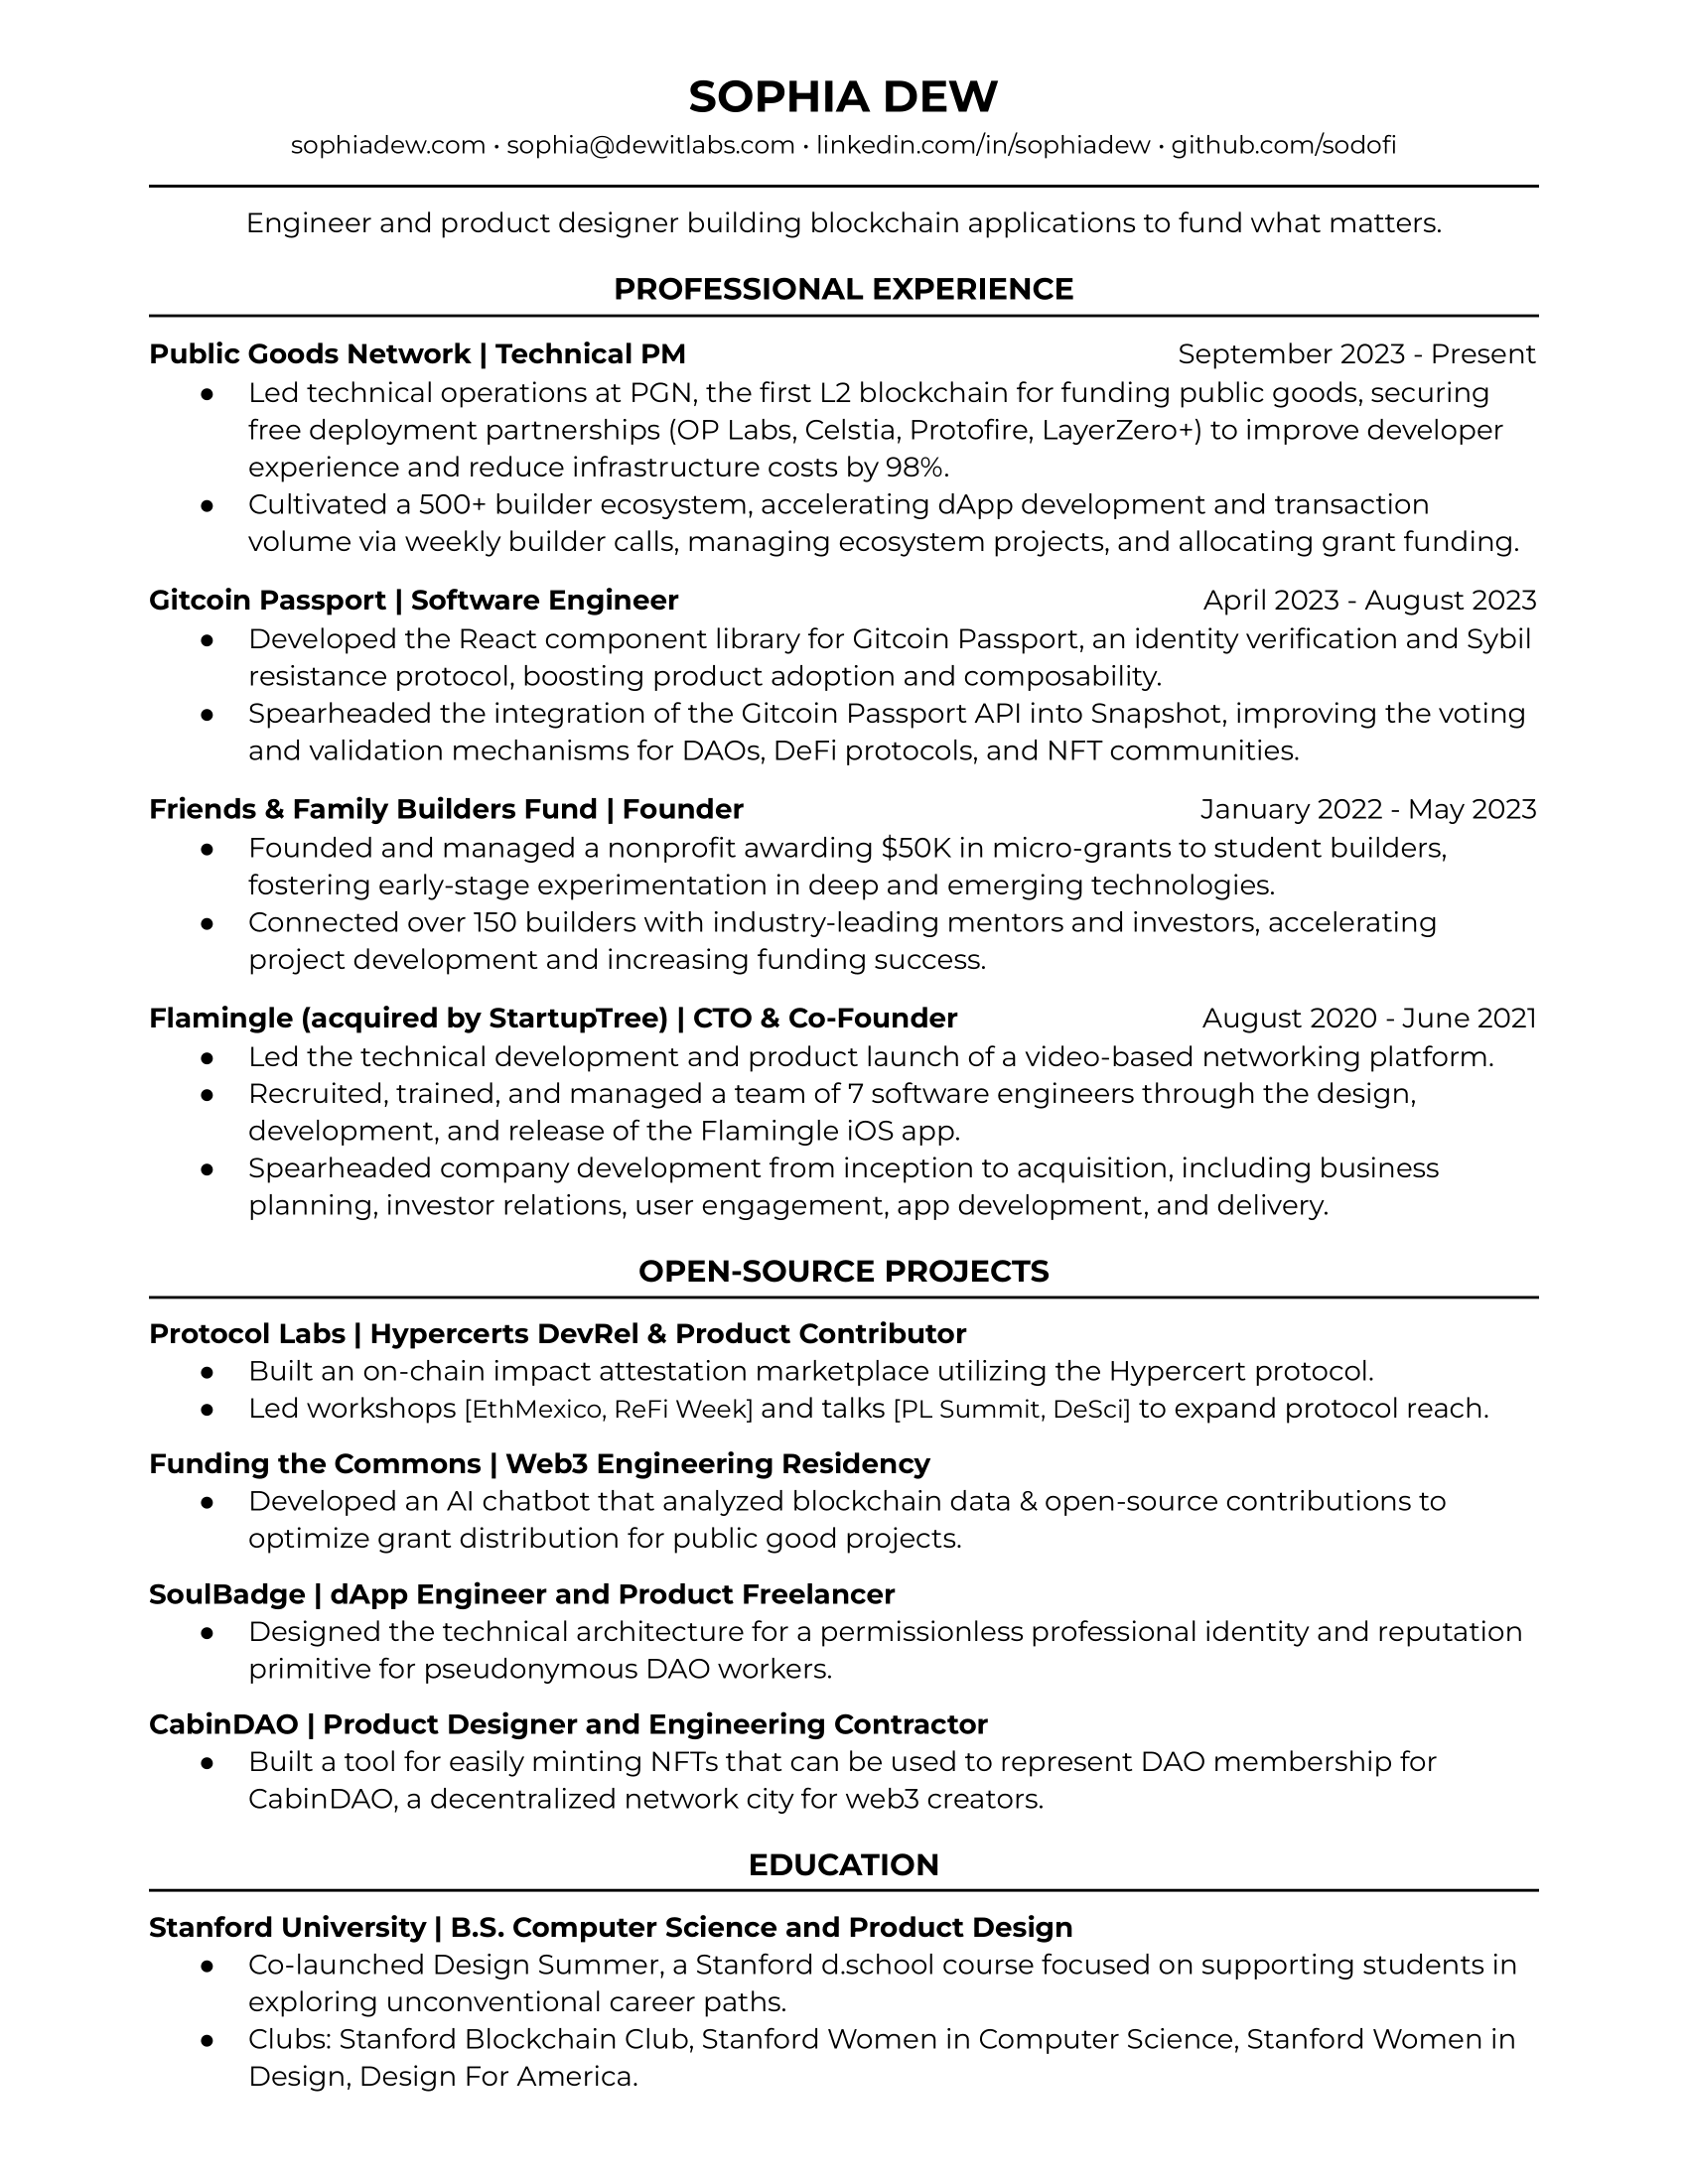 SOPHIA DEW
sophiadew.com • sophia@dewitlabs.com • linkedin.com/in/sophiadew • github.com/sodofi
Engineer and product designer building blockchain applications to fund what matters.
PROFESSIONAL EXPERIENCE
Public Goods Network | Technical PM September 2023 - Present
● Led technical operations at PGN, the first L2 blockchain for funding public goods, securing
free deployment partnerships (OP Labs, Celstia, Protofire, LayerZero+) to improve developer
experience and reduce infrastructure costs by 98%.
● Cultivated a 500+ builder ecosystem, accelerating dApp development and transaction
volume via weekly builder calls, managing ecosystem projects, and allocating grant funding.
Gitcoin Passport | Software Engineer April 2023 - August 2023
● Developed the React component library for Gitcoin Passport, an identity verification and Sybil
resistance protocol, boosting product adoption and composability.
● Spearheaded the integration of the Gitcoin Passport API into Snapshot, improving the voting
and validation mechanisms for DAOs, DeFi protocols, and NFT communities.
Friends & Family Builders Fund | Founder January 2022 - May 2023
● Founded and managed a nonprofit awarding $50K in micro-grants to student builders,
fostering early-stage experimentation in deep and emerging technologies.
● Connected over 150 builders with industry-leading mentors and investors, accelerating
project development and increasing funding success.
Flamingle (acquired by StartupTree) | CTO & Co-Founder August 2020 - June 2021
● Led the technical development and product launch of a video-based networking platform.
● Recruited, trained, and managed a team of 7 software engineers through the design,
development, and release of the Flamingle iOS app.
● Spearheaded company development from inception to acquisition, including business
planning, investor relations, user engagement, app development, and delivery.
OPEN-SOURCE PROJECTS
Protocol Labs | Hypercerts DevRel & Product Contributor
● Built an on-chain impact attestation marketplace utilizing the Hypercert protocol.
● Led workshops [EthMexico, ReFi Week] and talks [PL Summit, DeSci] to expand protocol reach.
Funding the Commons | Web3 Engineering Residency
● Developed an AI chatbot that analyzed blockchain data & open-source contributions to
optimize grant distribution for public good projects.
SoulBadge | dApp Engineer and Product Freelancer
● Designed the technical architecture for a permissionless professional identity and reputation
primitive for pseudonymous DAO workers.
CabinDAO | Product Designer and Engineering Contractor
● Built a tool for easily minting NFTs that can be used to represent DAO membership for
CabinDAO, a decentralized network city for web3 creators.
EDUCATION
Stanford University | B.S. Computer Science and Product Design
● Co-launched Design Summer, a Stanford d.school course focused on supporting students in
exploring unconventional career paths.
● Clubs: Stanford Blockchain Club, Stanford Women in Computer Science, Stanford Women in
Design, Design For America.